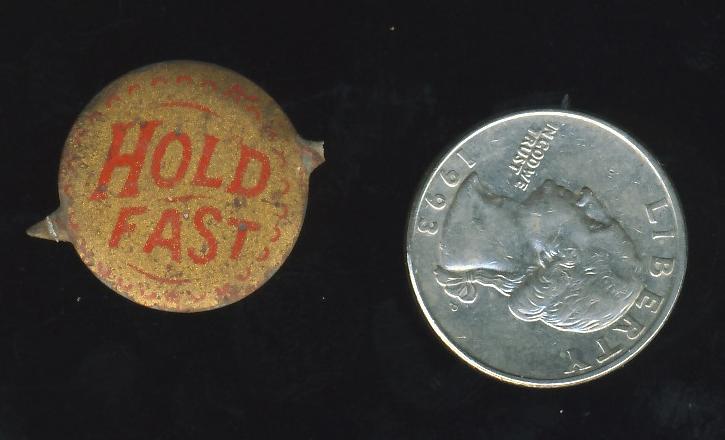 HOLD
FAST
LIBERTY
IN GOD WE
TRUST
1993
P